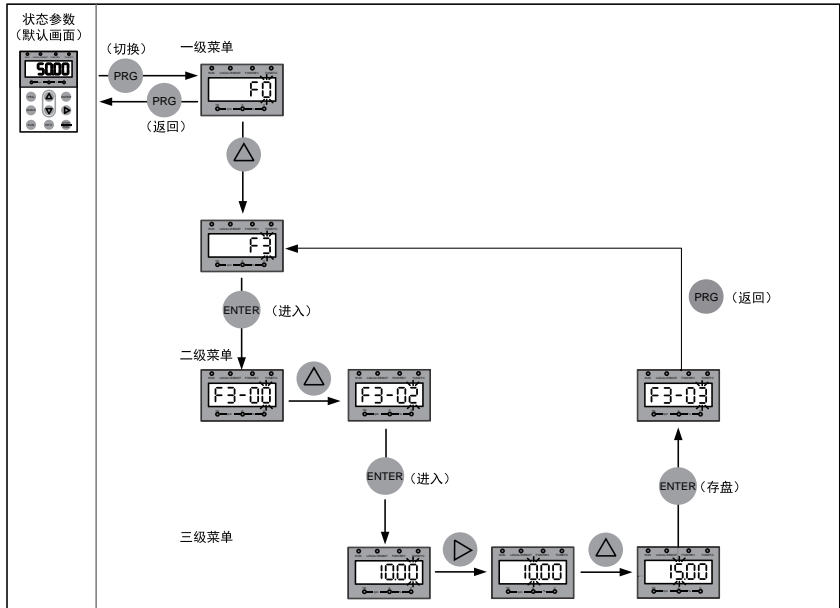 状态参数
(默认画面)
50.00
(切换)
PRG
PRG
(返回)
一级菜单
F0
F3
ENTER
(进入)
PRG
(返回)
二级菜单
F3-00
F3-02
F3-03
ENTER
(进入)
ENTER
(存盘)
三级菜单
10.00
10.00
15.00